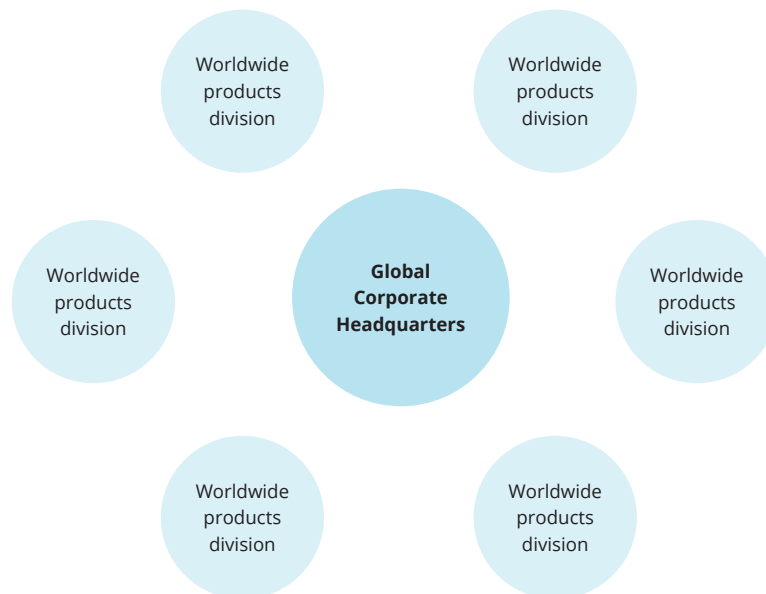 Worldwide
products
division
Worldwide
products
division
Worldwide
products
division
Global
Corporate
Headquarters
Worldwide
products
division
Worldwide
products
division
Worldwide
products
division